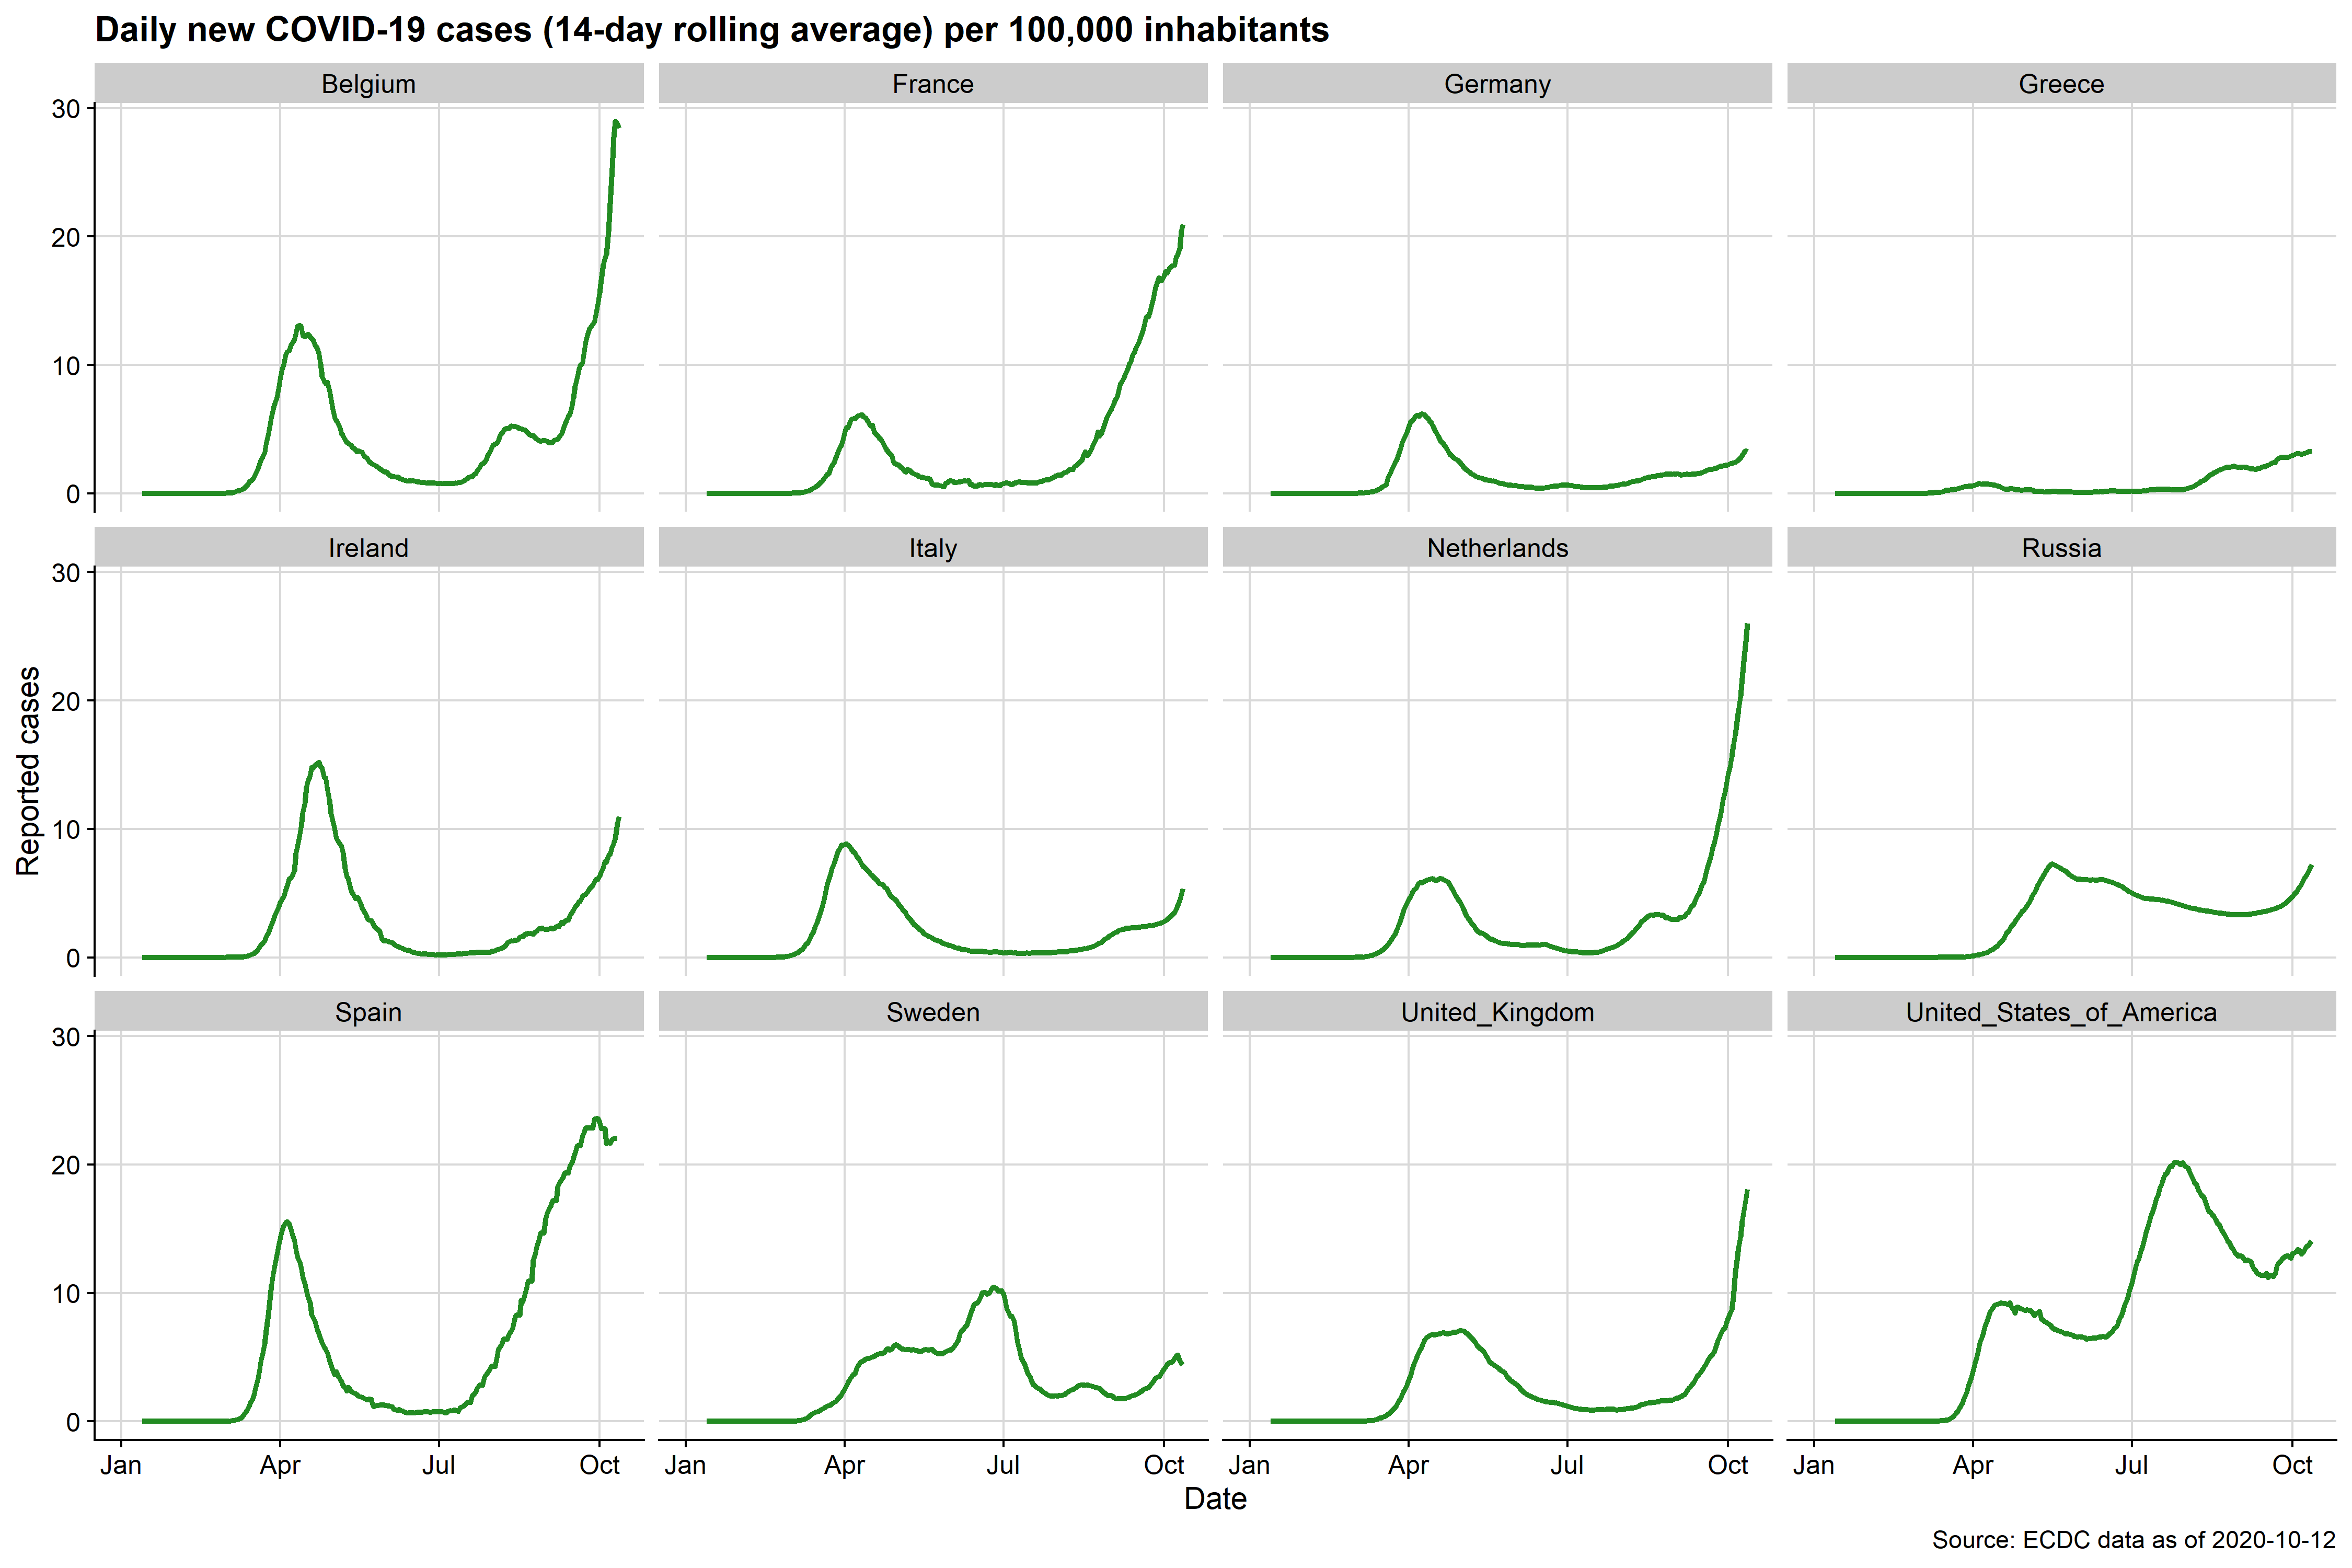 Daily new COVID-19 cases (14-day rolling average) per 100,000 inhabitants
Belgium France Germany Greece
30
20
10
0
Ireland Italy Netherlands Russia
30
20
10
0
Reported cases
Spain Sweden United_Kingdom United_States_of_America
30
20
10
0
Jan Apr Jul Oct Jan Apr Jul Oct Jan Apr Jul Oct Jan Apr Jul Oct
Date
Source: ECDC data as of 2020-10-12